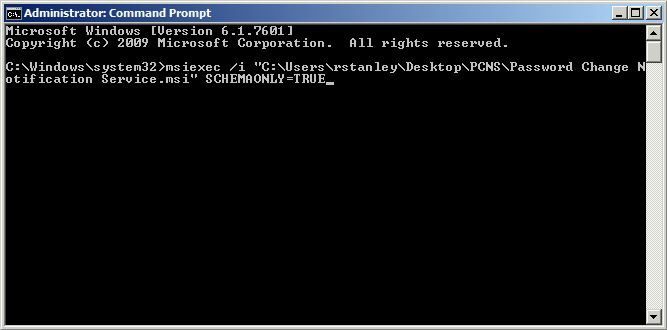 Administrator: Command Prompt
Microsoft Windows [Version 6.1.7601]
Copyright (c) 2009 Microsoft Corporation.  All rights reserved.
C:\Windows\system32>msiexec /i "C:\Users\rstanley\Desktop\PCNS\Password Change N
otification Service.msi" SCHEMAONLY=TRUE_